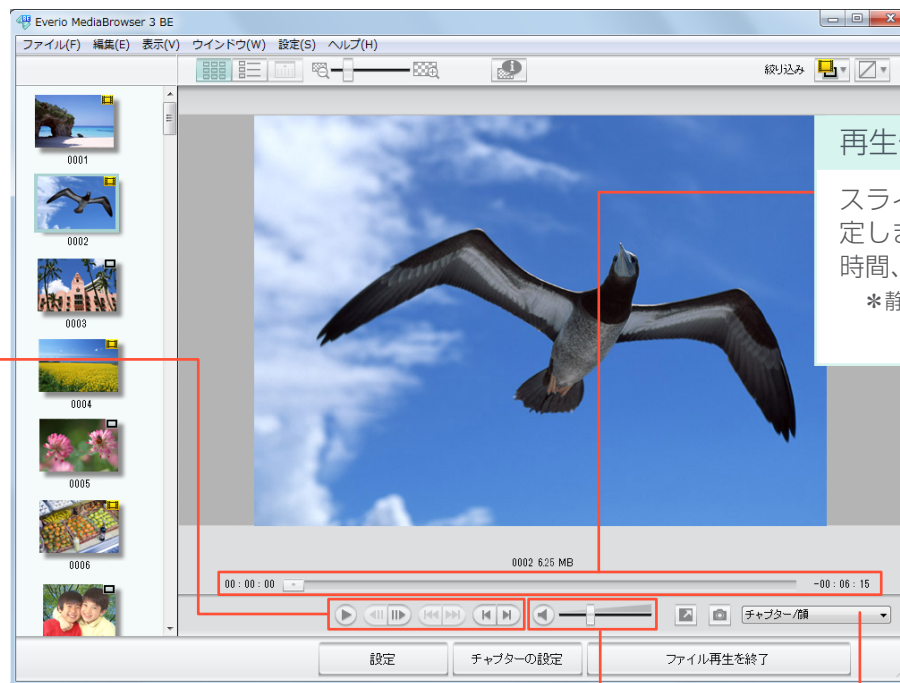 Everio MediaBrowser 3 BE
ファイル(F) 編集(E) 表示(V) ウインドウ(W) 設定(S) ヘルプ(H)
絞り込み
0001
0002
0003
0004
0005
0006
再生
スライ
定しま
時間、
＊静
0002 6.25 MB
00 : 00 : 00
-00 : 06 : 15
チャプター/顔
設定
チャプターの設定
ファイル再生を終了